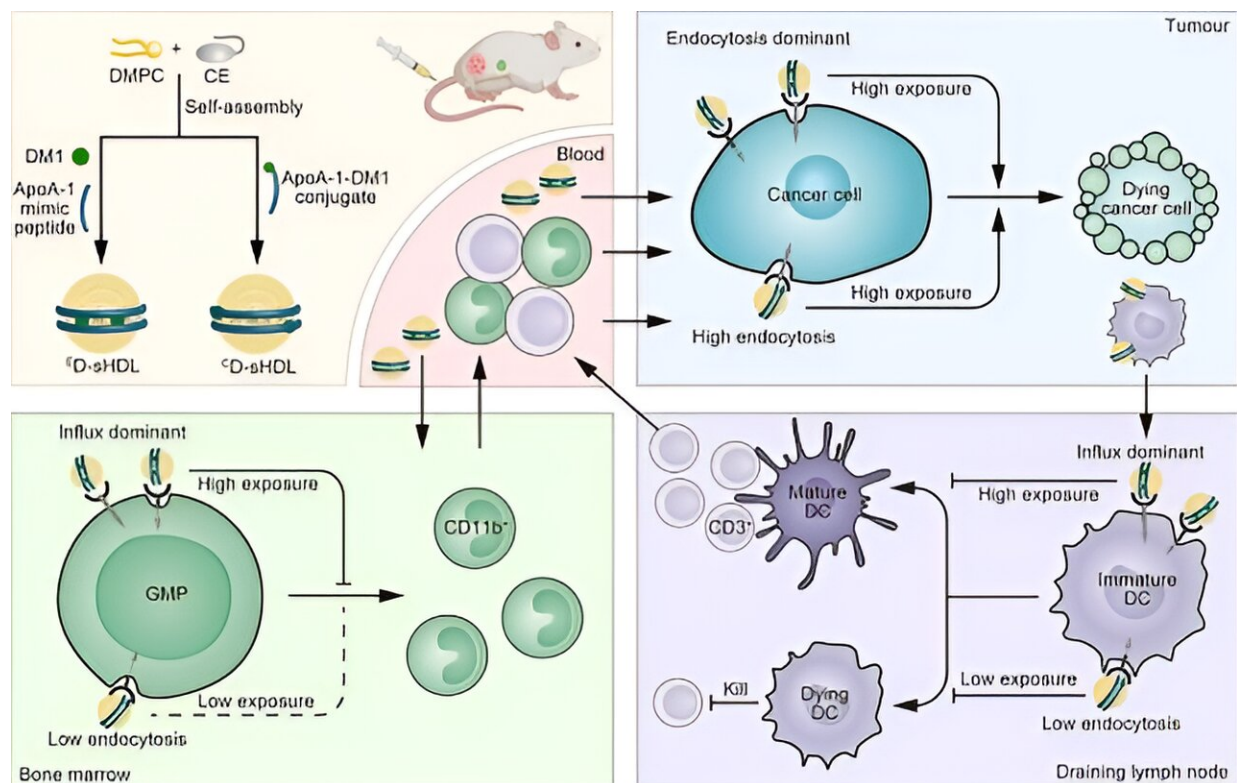 DMPC + CE
Self-assembly
DM1
ApoA-1
mimic
peptide
ApoA-1-DM1
conjugate
D-sHDL
ᶜD-sHDL
Blood
Tumour
Endocytosis dominant
High exposure
Cancer cell
Dying
cancer cell
High exposure
High endocytosis
Influx dominant
High exposure
GMP
CD11b⁺
Low exposure
Low endocytosis
Bone marrow
Influx dominant
High exposure
Mature
DC
CD3⁺
Immature
DC
Kill
Dying
DC
Low exposure
Low endocytosis
Draining lymph node